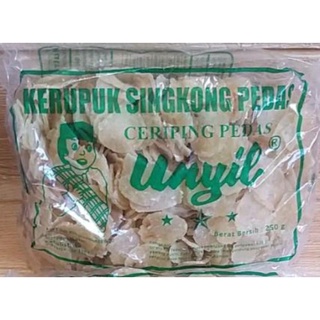 KERUPUK SINGKONG PEDAS
CERIPING PEDAS
Unyil ®
Berat Bersih : 250 g